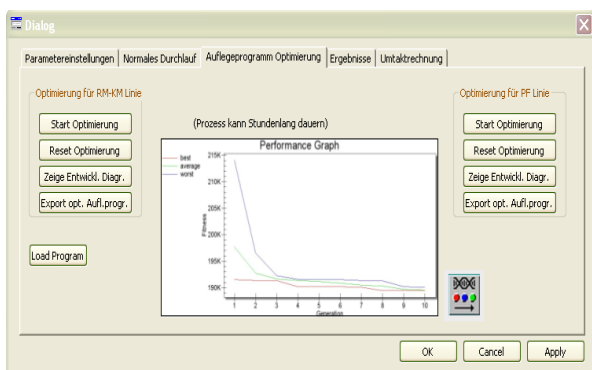 Dialog
Parametereinstellungen Normales Durchlauf Auflegeprogramm Optimierung Ergebnisse Umtaktrechnung
Optimierung für RM-KM Linie
Start Optimierung
Reset Optimierung
Zeige Entwickl. Diagr.
Export opt. Aufl.progr.
Load Program
(Prozess kann Stundenlang dauern)
Performance Graph
best
average
worst
Fitness
215K
210K
205K
200K
195K
190K
1 2 3 4 5 6 7 8 9 10
Generation
Optimierung für PF Linie
Start Optimierung
Reset Optimierung
Zeige Entwickl. Diagr.
Export opt. Aufl.progr.
OK Cancel Apply